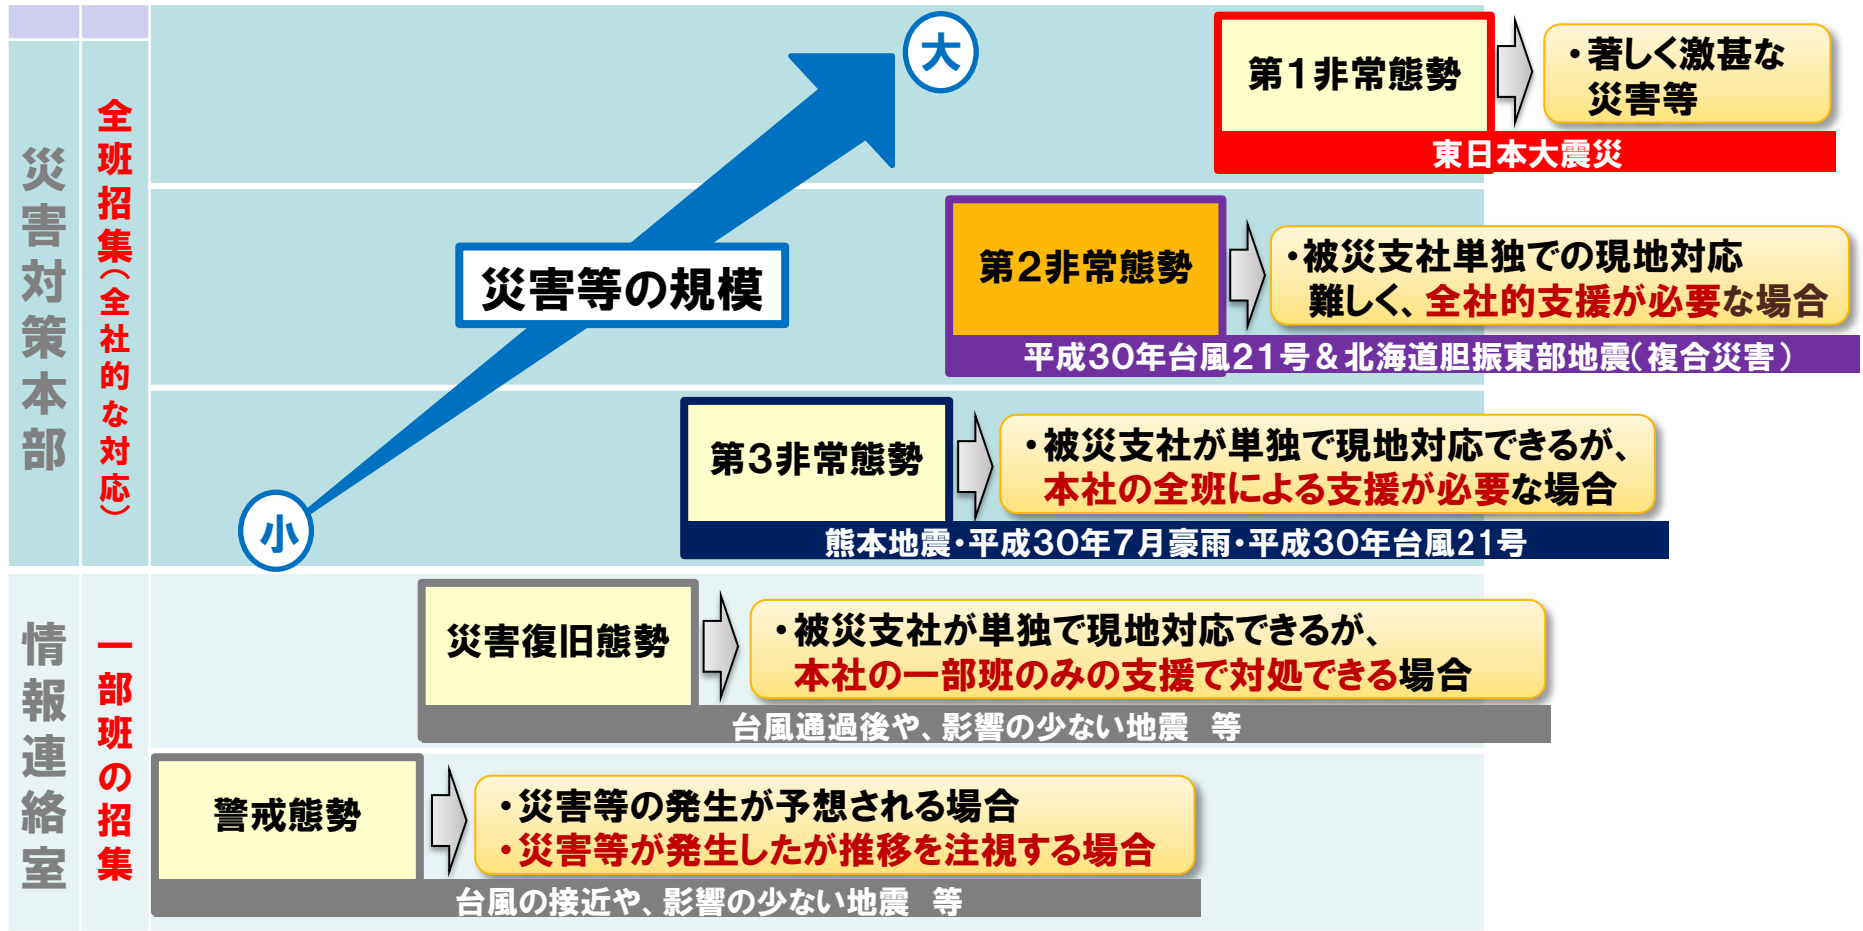 災害対策本部
全班招集(全社的な対応)
大
小
災害等の規模
第1非常態勢
・著しく激甚な
災害等
東日本大震災
第2非常態勢
・被災支社単独での現地対応
難しく、全社的支援が必要な場合
平成30年台風21号&北海道胆振東部地震(複合災害)
第3非常態勢
・被災支社が単独で現地対応できるが、
本社の全班による支援が必要な場合
熊本地震・平成30年7月豪雨・平成30年台風21号
情報連絡室
一部班の招集
災害復旧態勢
・被災支社が単独で現地対応できるが、
本社の一部班のみの支援で対処できる場合
台風通過後や、影響の少ない地震 等
警戒態勢
・災害等の発生が予想される場合
・災害等が発生したが推移を注視する場合
台風の接近や、影響の少ない地震 等